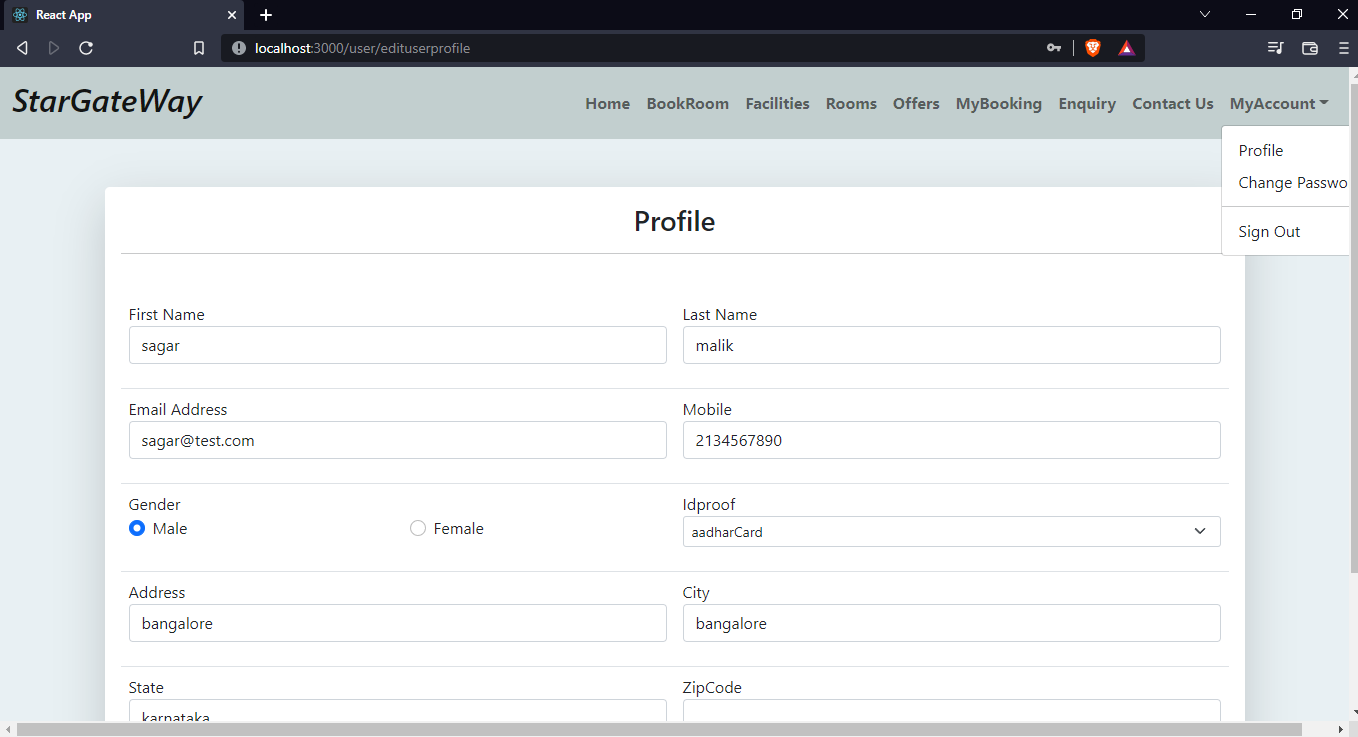 React App
localhost:3000/user/edituserprofile
StarGateWay
Home BookRoom Facilities Rooms Offers MyBooking Enquiry Contact Us MyAccount
Profile
Change Passwo
Sign Out
Profile
First Name Last Name
sagar malik
Email Address Mobile
sagar@test.com 2134567890
Gender Idproof
Male Female aadharCard
Address City
bangalore bangalore
State ZipCode
karnataka